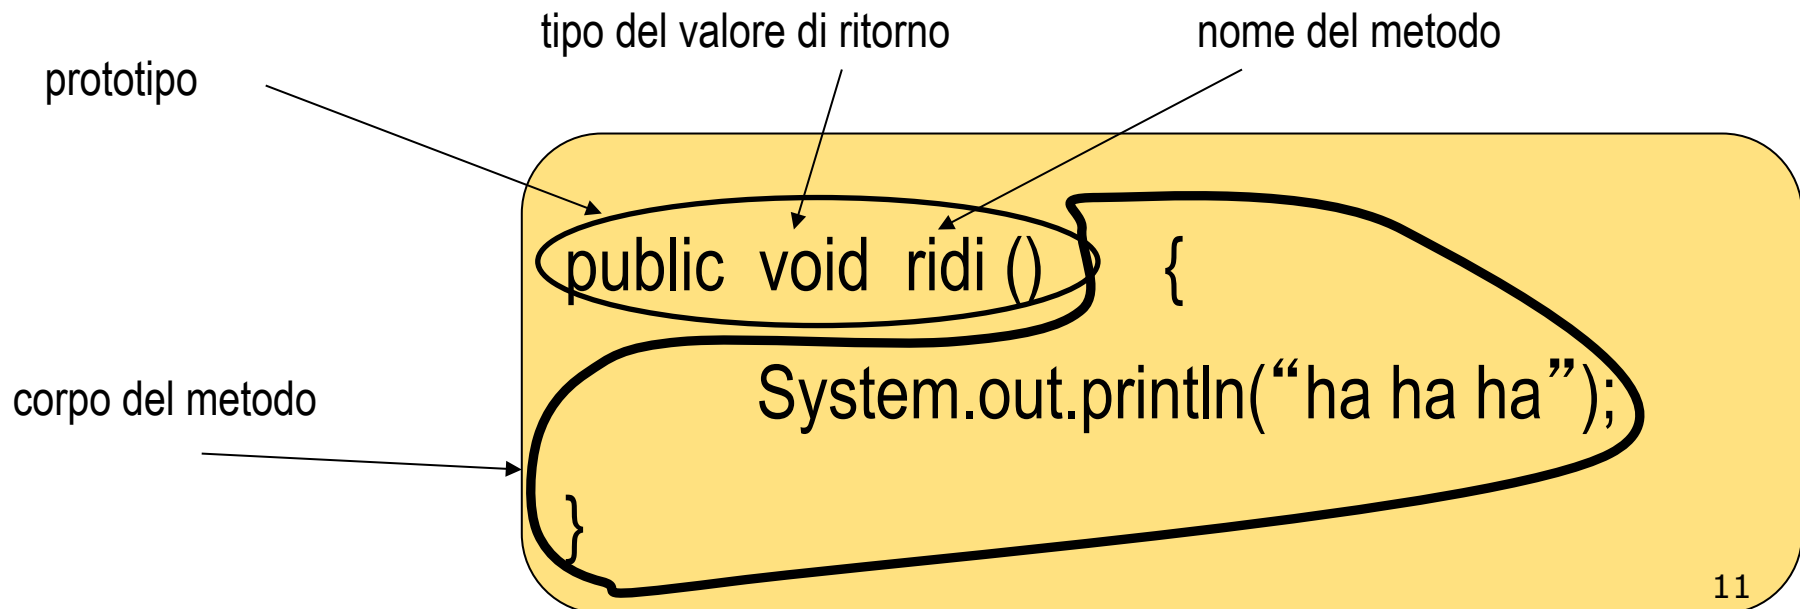 tipo del valore di ritorno
nome del metodo
prototipo
public void ridi () {
System.out.println(“ha ha ha”);
corpo del metodo
}
11